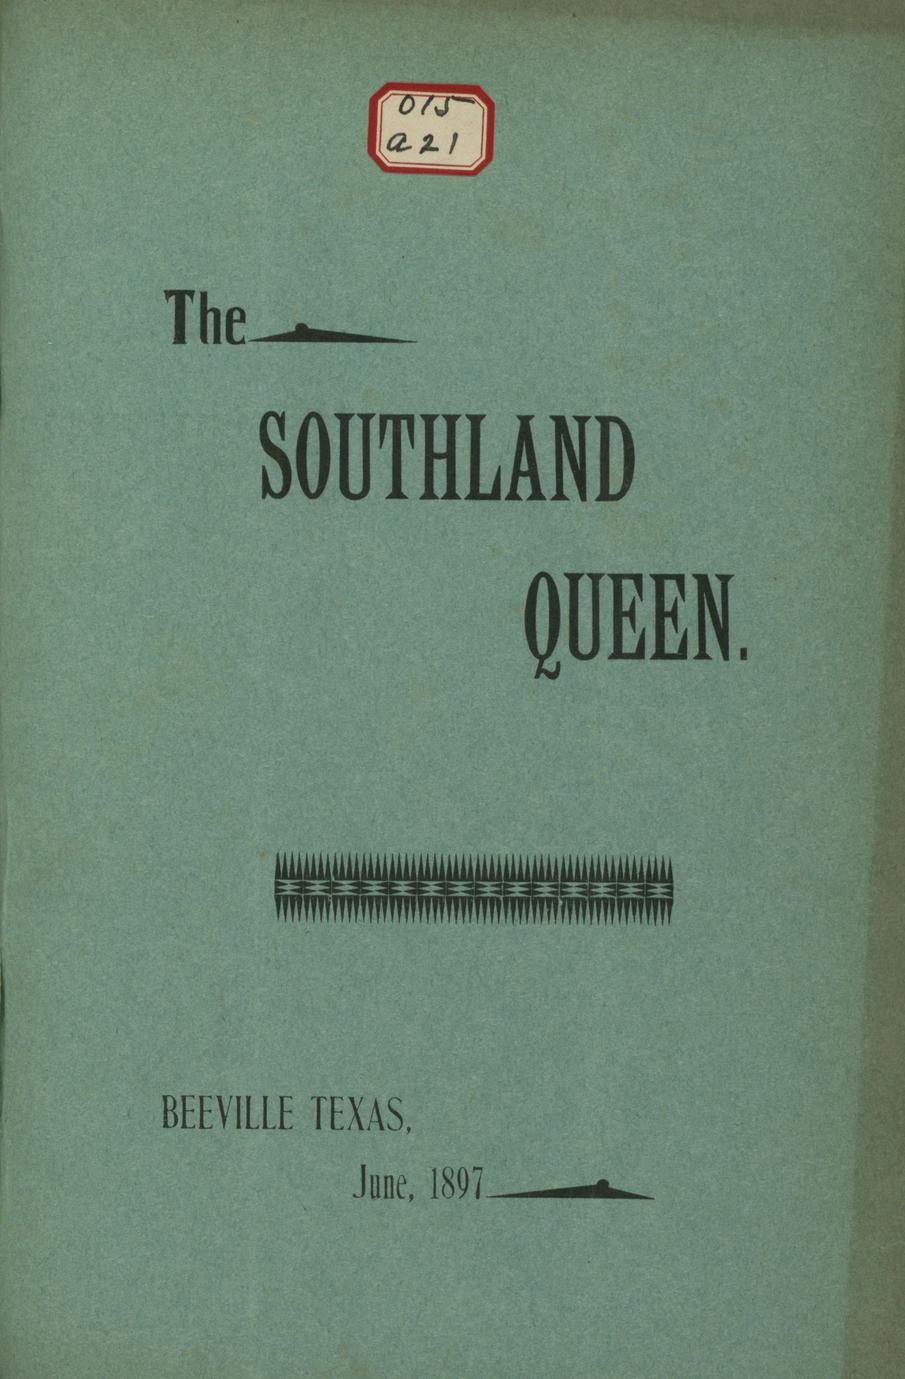 015
a21
The
SOUTHLAND
QUEEN.
BEEVILLE TEXAS,
June, 1897